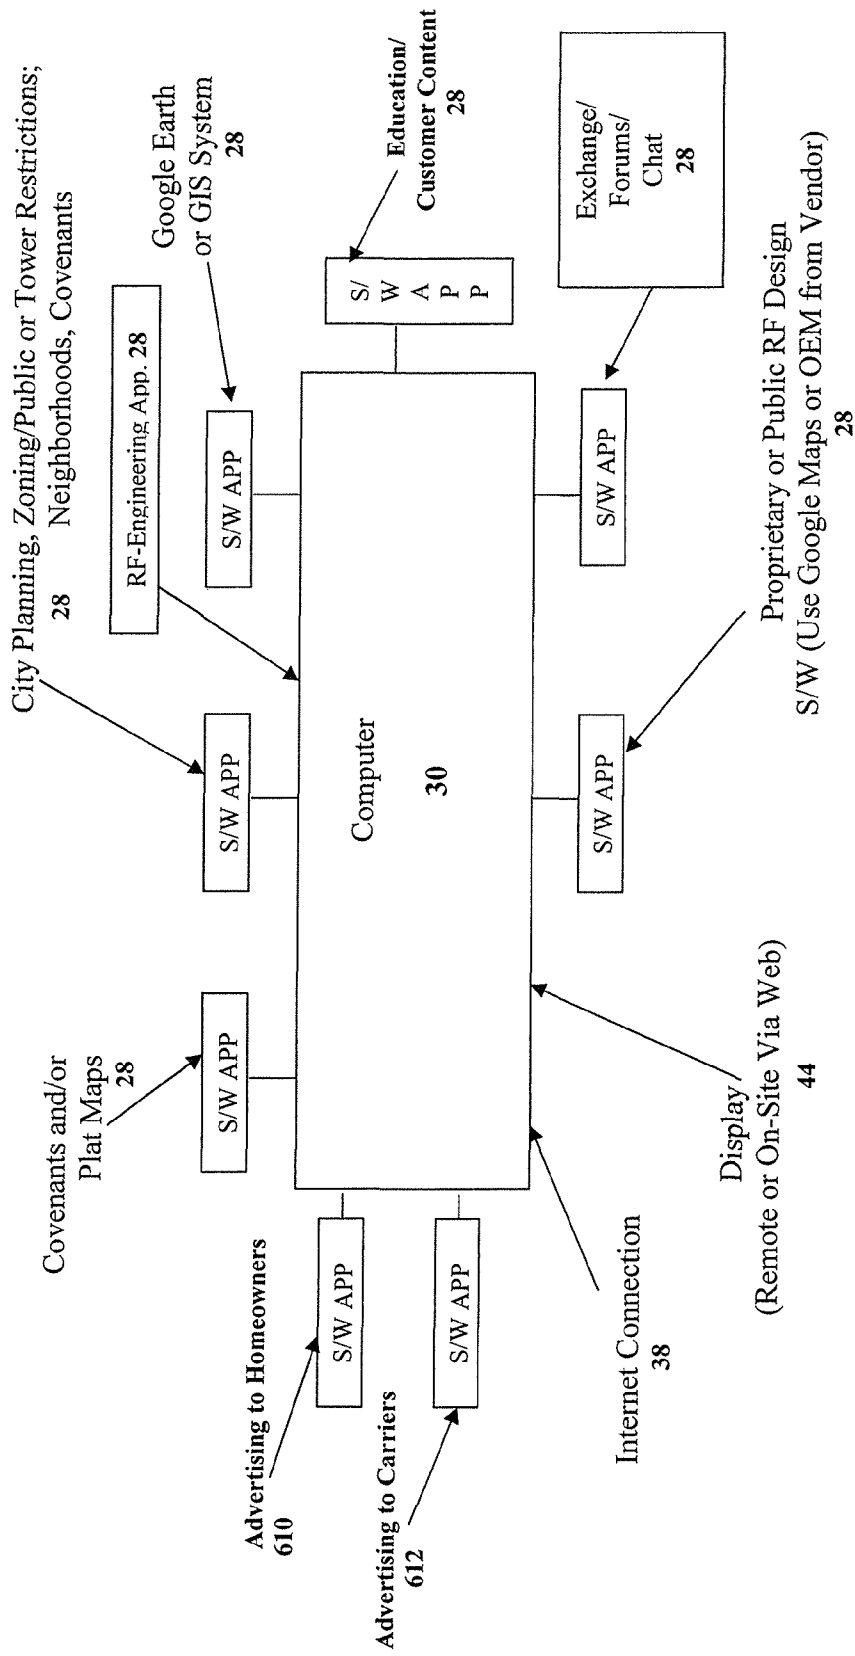 City Planning, Zoning/Public or Tower Restrictions;
Neighborhoods, Covenants
28
RF-Engineering App. 28
Google Earth
or GIS System
28
Covenants and/or
Plat Maps
28
S/W APP
S/W APP
S/W APP
Education/
Customer Content
28
S/
W
A
P
P
Advertising to Homeowners
610
S/W APP
Computer
30
Advertising to Carriers
612
S/W APP
Exchange/
Forums/
Chat
28
S/W APP
S/W APP
Internet Connection
38
Display
(Remote or On-Site Via Web)
44
Proprietary or Public RF Design
S/W (Use Google Maps or OEM from Vendor)
28